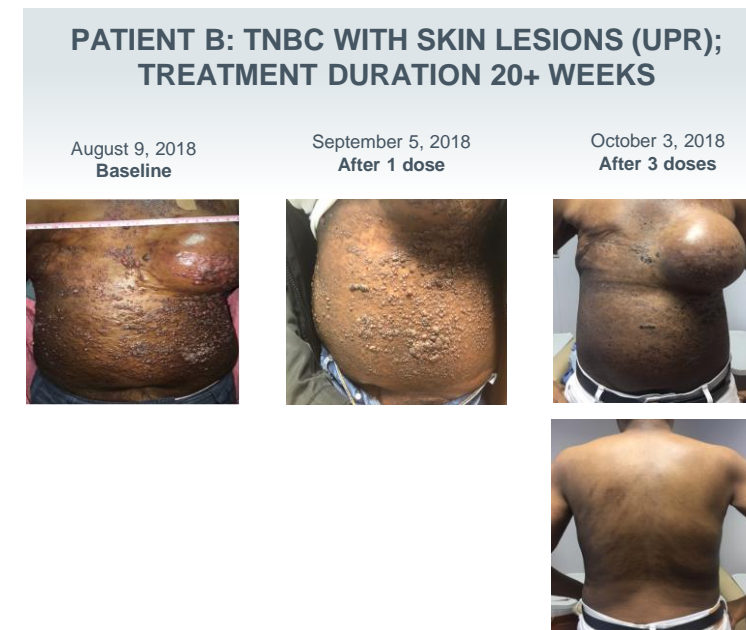 PATIENT B: TNBC WITH SKIN LESIONS (UPR);
TREATMENT DURATION 20+ WEEKS
August 9, 2018
Baseline
September 5, 2018
After 1 dose
October 3, 2018
After 3 doses